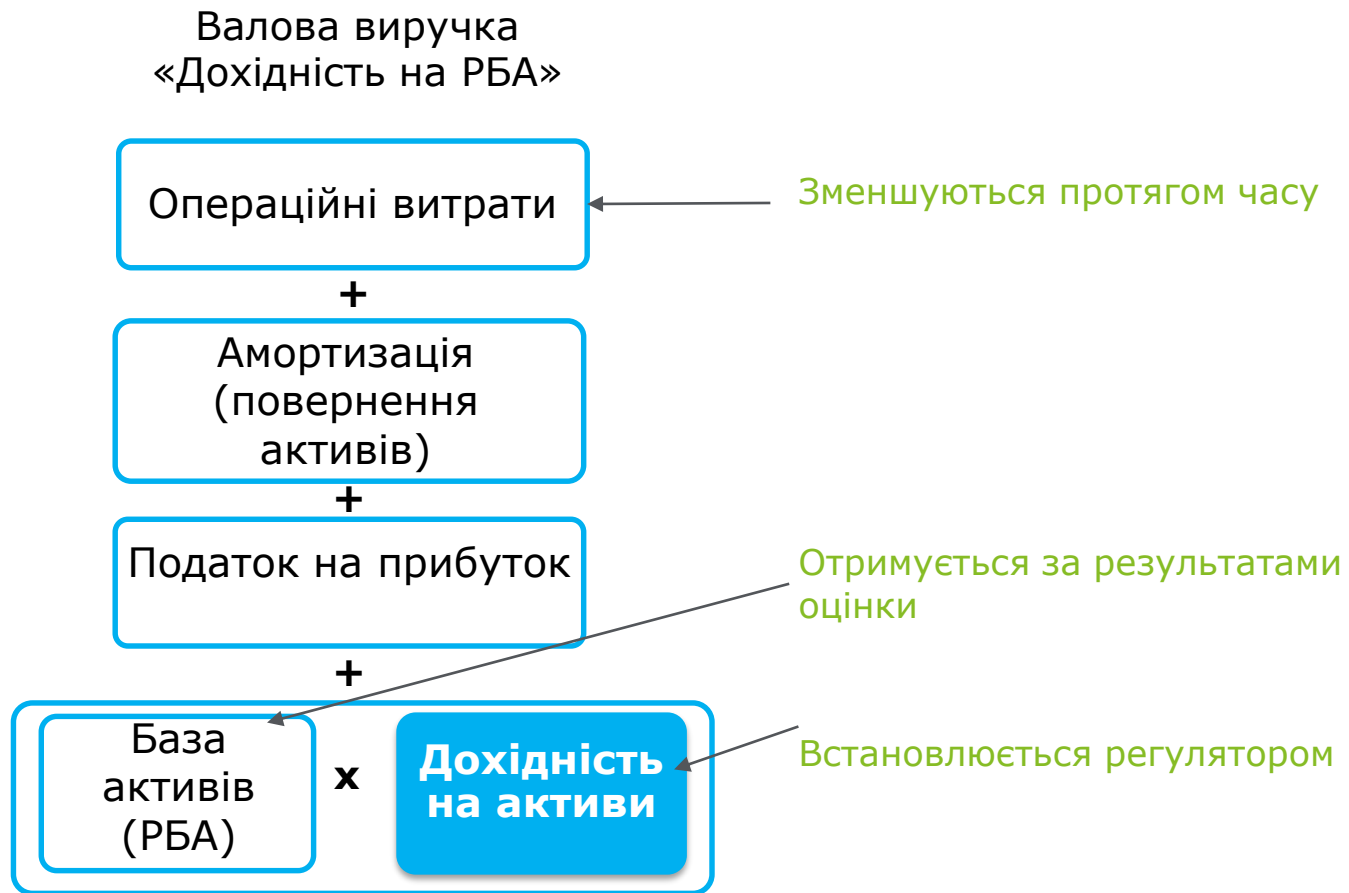 Валова виручка
«Дохідність на РБА»
Операційні витрати
Зменшуються протягом часу
+
Амортизація
(повернення
активів)
+
Податок на прибуток
Отримується за результатами
оцінки
+
База
активів
(РБА)
x
Дохідність
на активи
Встановлюється регулятором